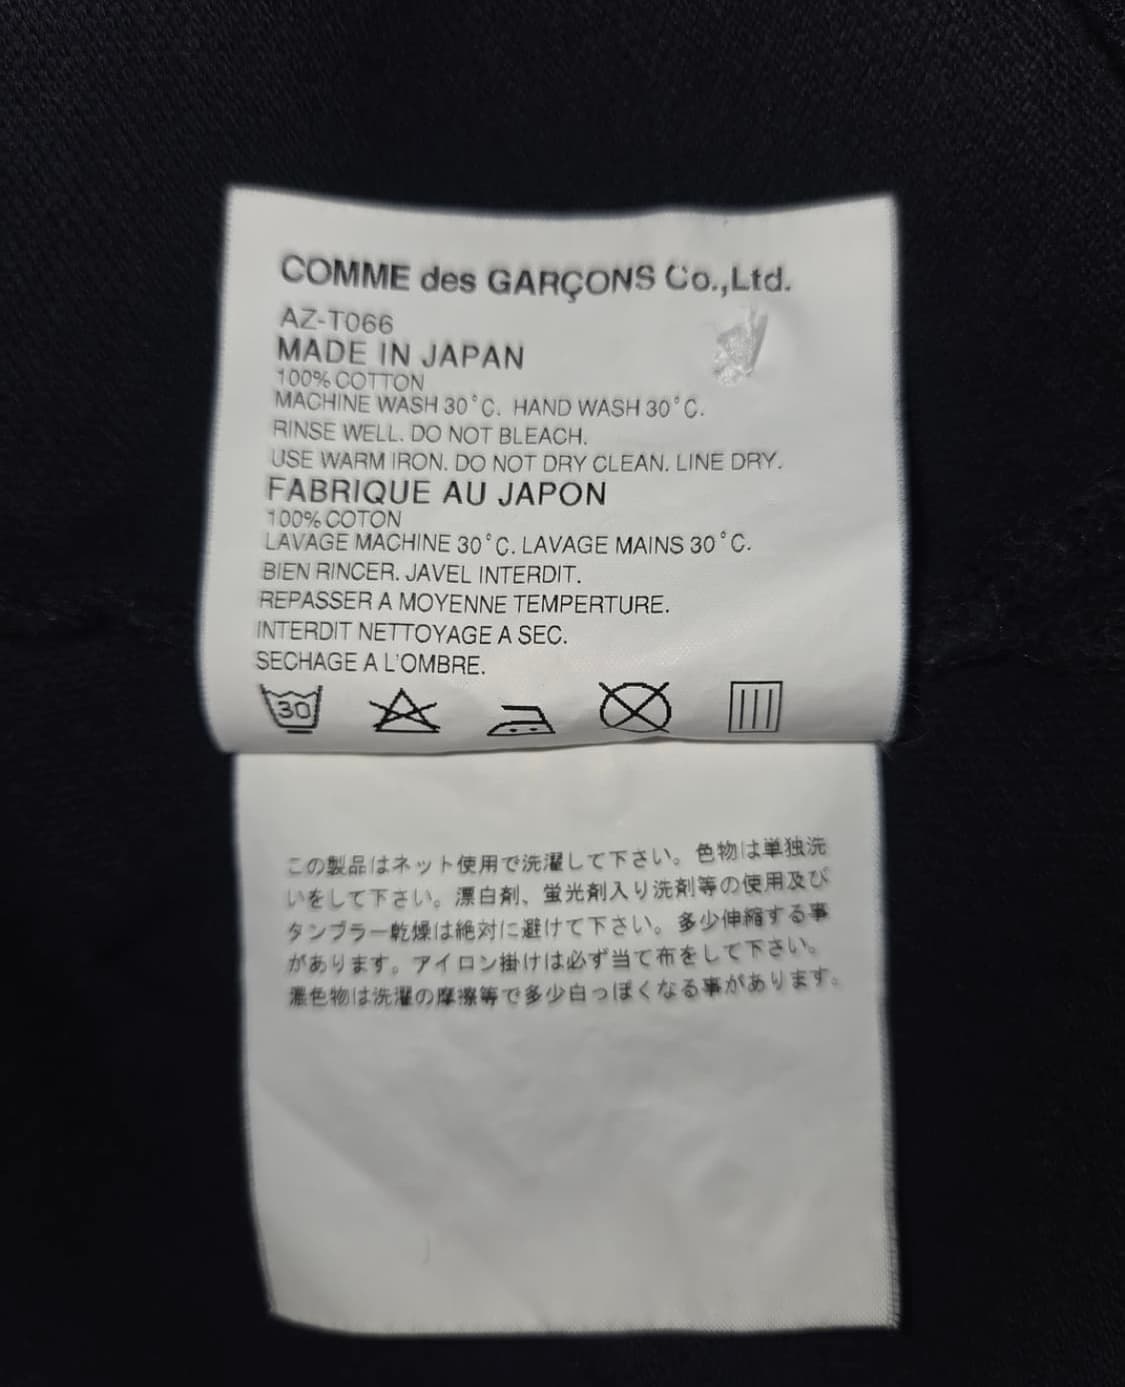 COMME des GARÇONS Co.,Ltd.
AZ-T066
MADE IN JAPAN
100% COTTON
MACHINE WASH 30°C. HAND WASH 30°C.
RINSE WELL. DO NOT BLEACH.
USE WARM IRON. DO NOT DRY CLEAN. LINE DRY.
FABRIQUE AU JAPON
100% COTON
LAVAGE MACHINE 30°C. LAVAGE MAINS 30°C.
BIEN RINCER. JAVEL INTERDIT.
REPASSER A MOYENNE TEMPERTURE.
INTERDIT NETTOYAGE A SEC.
SECHAGE A L'OMBRE.
30
この製品はネット使用で洗濯して下さい。色物は単独洗
いをして下さい。漂白剤、蛍光剤入り洗剤等の使用及び
タンブラー乾燥は絶対に避けて下さい。多少伸縮する事
があります。アイロン掛けは必ず当て布をして下さい。
濃色物は洗濯の摩擦等で多少白っぽくなる事があります。